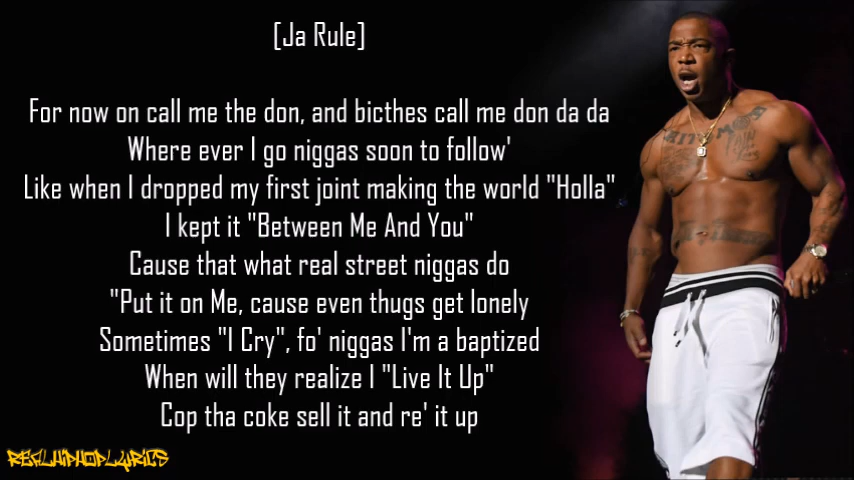 [Ja Rule]
For now on call me the don, and bicthes call me don da da
Where ever I go niggas soon to follow'
Like when I dropped my first joint making the world "Holla"
I kept it "Between Me And You"
Cause that what real street niggas do
"Put it on Me, cause even thugs get lonely
Sometimes "I Cry", fo' niggas I'm a baptized
When will they realize I "Live It Up"
Cop tha coke sell it and re' it up
REALHIPHOPLYRICS